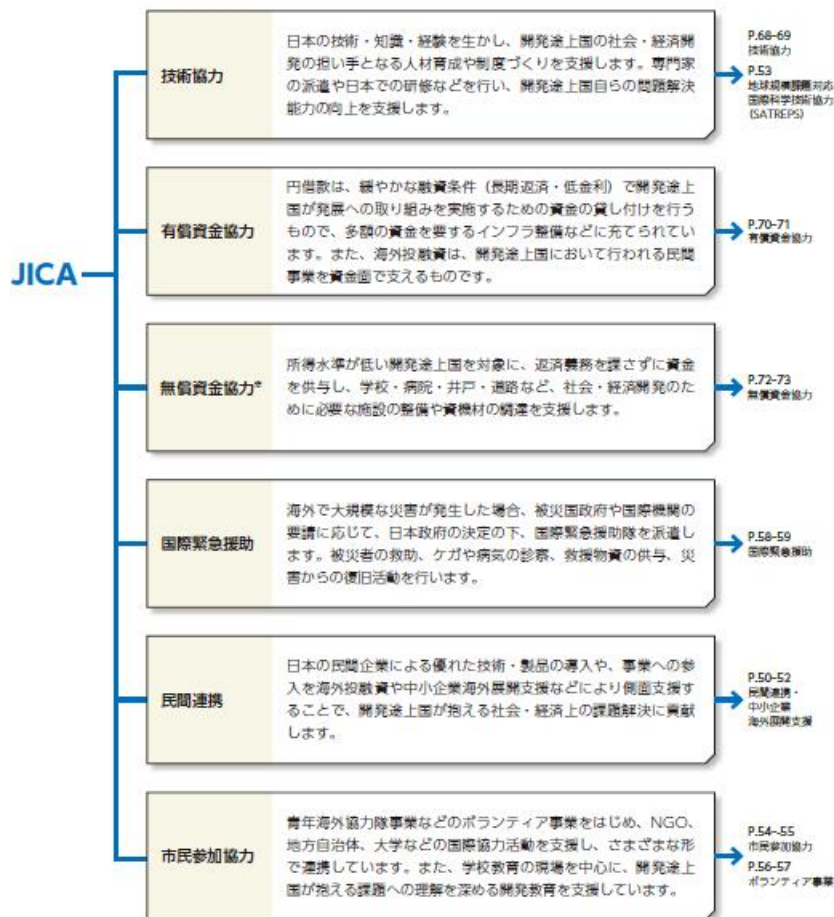 技術協力
日本の技術・知識・経験を生かし、開発途上国の社会・経済開
発の担い手となる人材育成や制度づくりを支援します。専門家
の派遣や日本での研修などを行い、開発途上国自らの問題解決
能力の向上を支援します。
P.68-69
技術協力
P.53
地球規模課題対応
国際科学技術協力
(SATREPS)
有償資金協力
円借款は、緩やかな融資条件（長期返済・低金利）で開発途上
国が発展への取り組みを実施するための資金の貸し付けを行う
もので、多額の資金を要するインフラ整備などに充てられてい
ます。また、海外投融資は、開発途上国において行われる民間
事業を資金面で支えるものです。
P.70-71
有償資金協力
JICA
無償資金協力*
所得水準が低い開発途上国を対象に、返済義務を課さずに資金
を供与し、学校・病院・井戸・道路など、社会・経済開発のた
めに必要な施設の整備や資機材の調達を支援します。
P.72-73
無償資金協力
国際緊急援助
海外で大規模な災害が発生した場合、被災国政府や国際機関の
要請に応じて、日本政府の決定の下、国際緊急援助隊を派遣し
ます。被災者の救助、ケガや病気の診察、救援物資の供与、災
害からの復旧活動を行います。
P.58-59
国際緊急援助
民間連携
日本の民間企業による優れた技術・製品の導入や、事業への参
入を海外投融資や中小企業海外展開支援などにより側面支援す
ることで、開発途上国が抱える社会・経済上の課題解決に貢献
します。
P.50-52
民間連携・
中小企業
海外展開支援
市民参加協力
青年海外協力隊事業などのボランティア事業をはじめ、NGO、
地方自治体、大学などの国際協力活動を支援し、さまざまな形
で連携しています。また、学校教育の現場を中心に、開発途上
国が抱える課題への理解を深める開発教育を支援しています。
P.54-55
市民参加協力
P.56-57
ボランティア事業